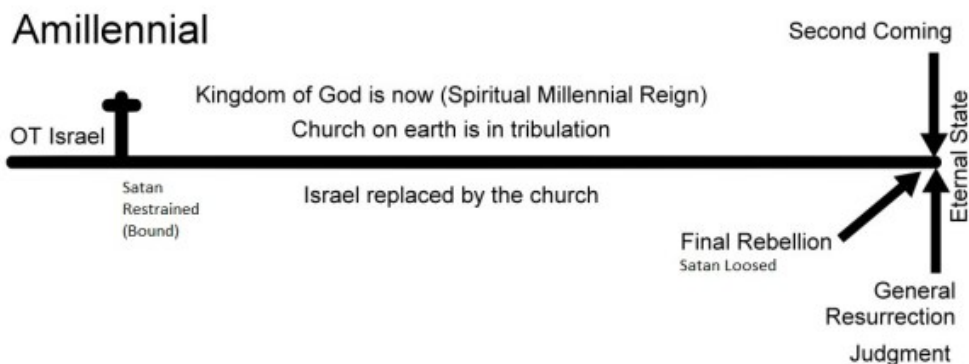 Amillennial
Second Coming
Kingdom of God is now (Spiritual Millennial Reign)
Church on earth is in tribulation
OT Israel
Eternal State
Satan
Restrained
(Bound)
Israel replaced by the church
Final Rebellion
Satan Loosed
General
Resurrection
Judgment